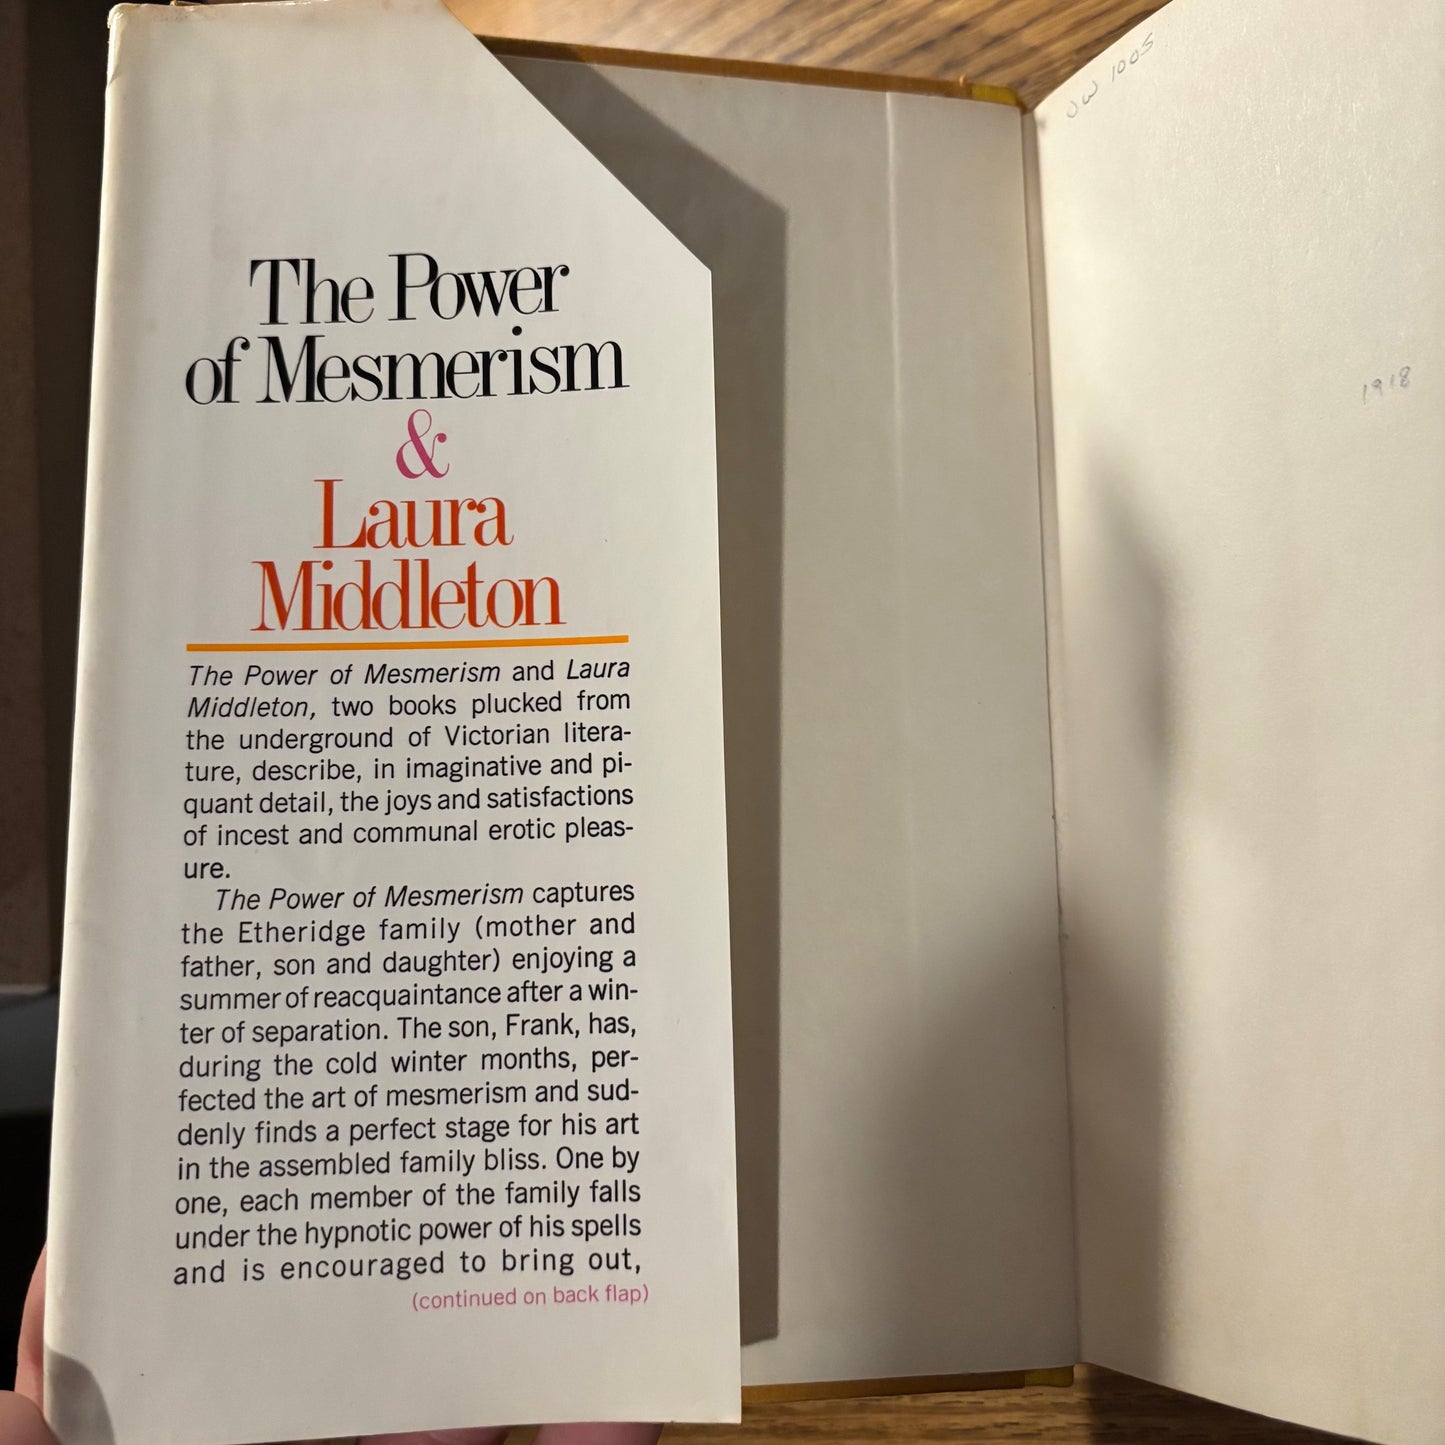 The Power
of Mesmerism
&
Laura
Middleton
The Power of Mesmerism and Laura
Middleton, two books plucked from
the underground of Victorian litera-
ture, describe, in imaginative and pi-
quant detail, the joys and satisfactions
of incest and communal erotic pleas-
ure.
The Power of Mesmerism captures
the Etheridge family (mother and
father, son and daughter) enjoying a
summer of reacquaintance after a win-
ter of separation. The son, Frank, has,
during the cold winter months, per-
fected the art of mesmerism and sud-
denly finds a perfect stage for his art
in the assembled family bliss. One by
one, each member of the family falls
under the hypnotic power of his spells
and is encouraged to bring out,
(continued on back flap)
1005
1918